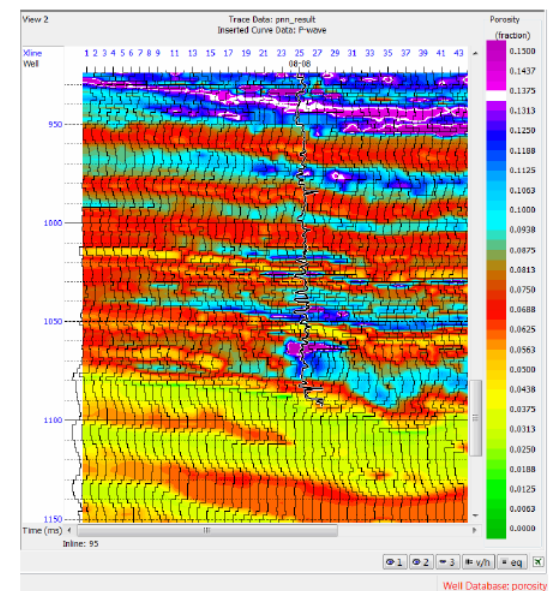 View 2
Trace Data: pnn_result
Inserted Curve Data: P-wave
Porosity
(fraction)
Xline 1 2 3 4 5 6 7 9 11 13 15 17 19 21 23 25 27 29 31 33 35 37 39 41 43
Well 08-08
950
1000
1050
1100
1150
Time (ms)
Inline: 95
0.1500
0.1437
0.1375
0.1313
0.1250
0.1188
0.1125
0.1063
0.1000
0.0938
0.0875
0.0813
0.0750
0.0688
0.0625
0.0563
0.0500
0.0438
0.0375
0.0313
0.0250
0.0188
0.0125
0.0063
0.0000
1 2 3 v/h eq
Well Database: porosity